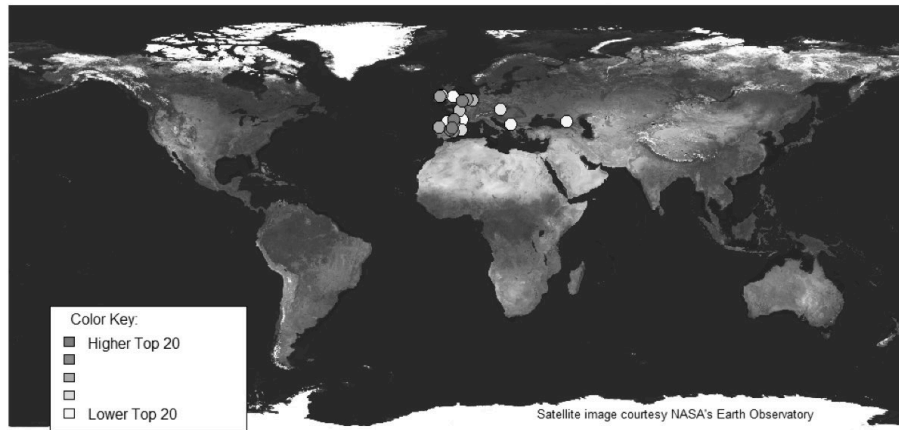 Color Key:
Higher Top 20
Lower Top 20
Satellite image courtesy NASA's Earth Observatory